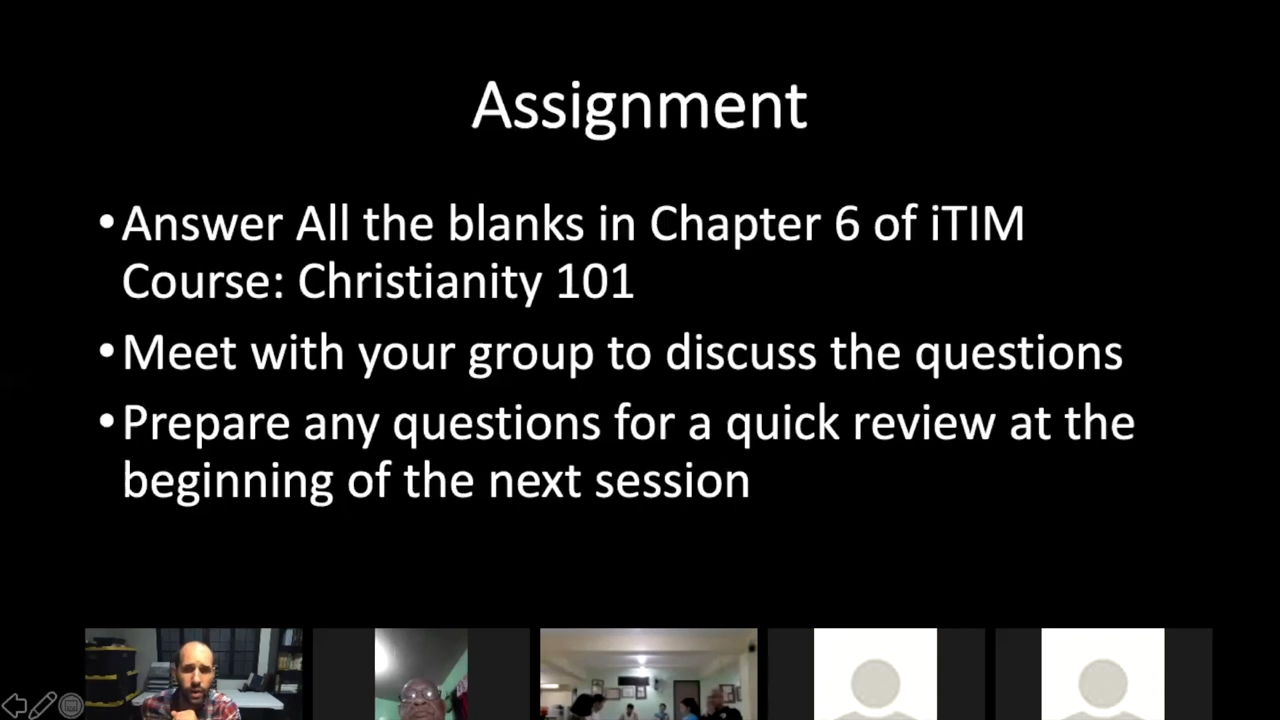 Assignment
•Answer All the blanks in Chapter 6 of iTIM
Course: Christianity 101
•Meet with your group to discuss the questions
•Prepare any questions for a quick review at the
beginning of the next session